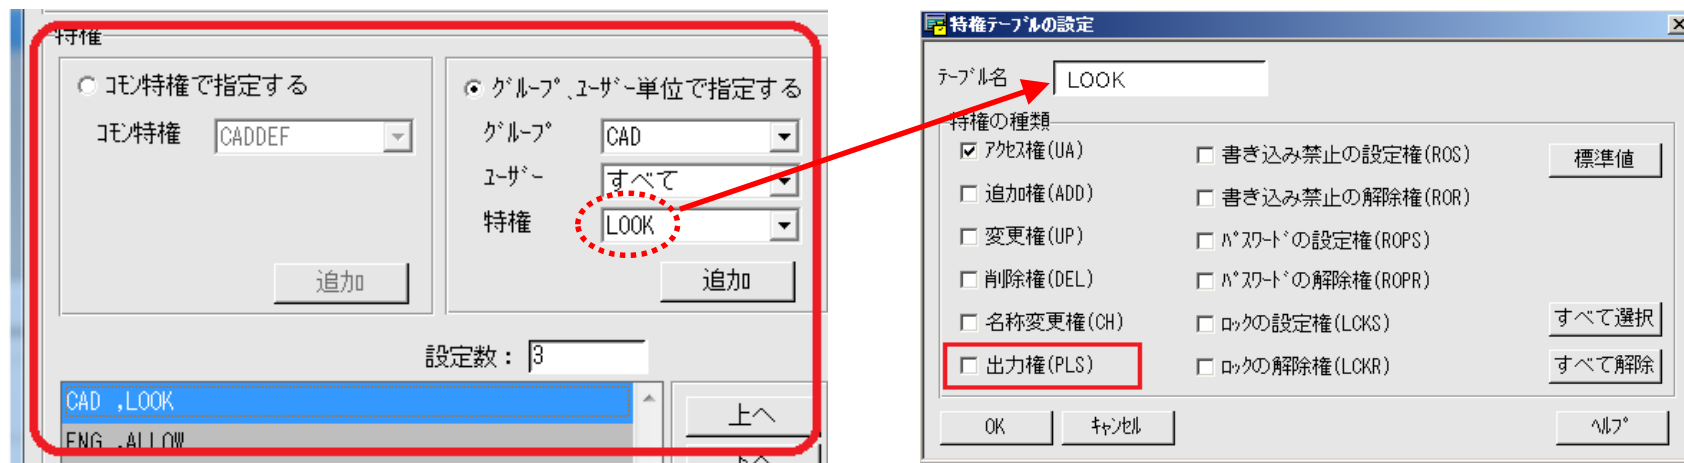 特権
コモン特権で指定する
コモン特権 CADDEF
追加
グループ、ユーザー単位で指定する
グループ CAD
ユーザー すべて
特権 LOOK
追加
設定数： 3
CAD ,LOOK
ENG ,ALLOW
上へ
下へ
特権テーブルの設定
テーブル名 LOOK
特権の種類
アクセス権(UA)
追加権(ADD)
変更権(UP)
削除権(DEL)
名称変更権(CH)
出力権(PLS)
書き込み禁止の設定権(ROS)
書き込み禁止の解除権(ROR)
パスワードの設定権(ROPS)
パスワードの解除権(ROPR)
ロックの設定権(LCKS)
ロックの解除権(LCKR)
標準値
すべて選択
すべて解除
OK キャンセル ヘルプ